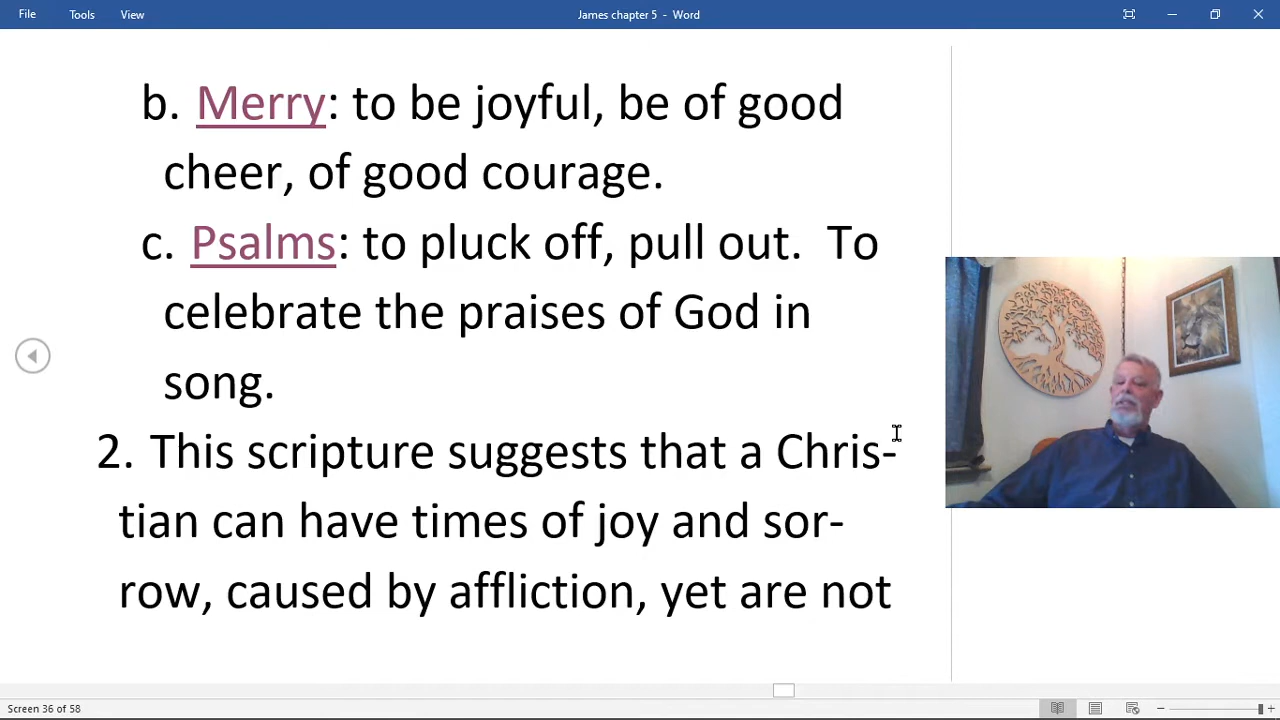 File Tools View James chapter 5 - Word
b. Merry: to be joyful, be of good
cheer, of good courage.
c. Psalms: to pluck off, pull out. To
celebrate the praises of God in
song.
2. This scripture suggests that a Chris-
tian can have times of joy and sor-
row, caused by affliction, yet are not
Screen 36 of 58